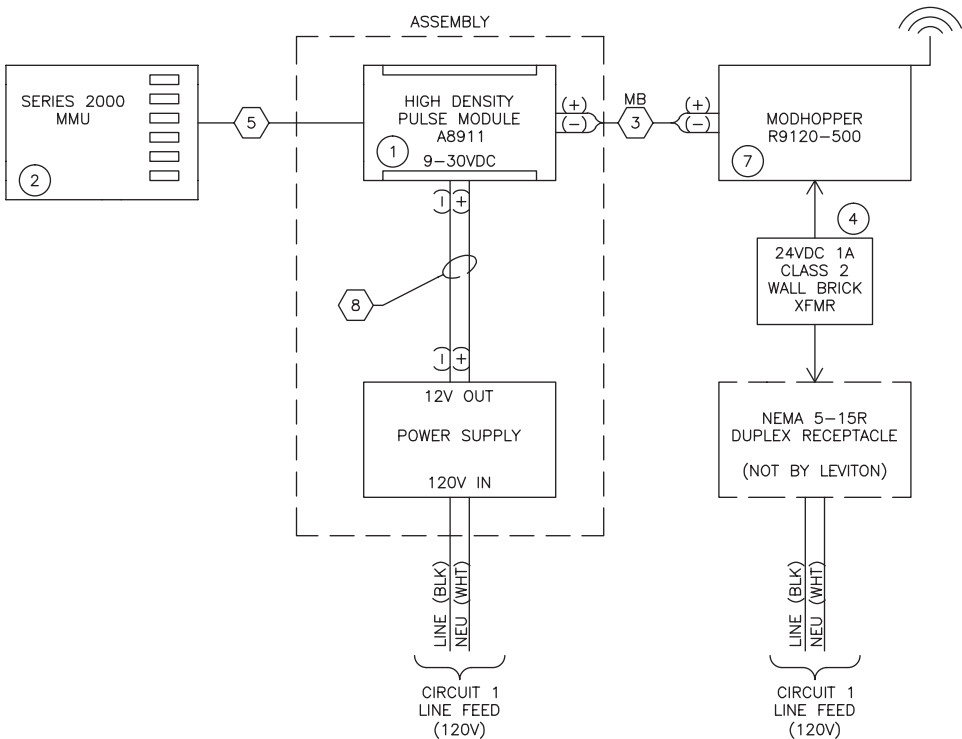 ASSEMBLY
SERIES 2000
MMU
2
5
HIGH DENSITY
PULSE MODULE
A8911
1
9-30VDC
(+)
(-)
MB
3
(+)
(-)
MODHOPPER
R9120-500
7
(-)
(+)
8
4
24VDC 1A
CLASS 2
WALL BRICK
XFMR
(-)
(+)
12V OUT
POWER SUPPLY
120V IN
NEMA 5-15R
DUPLEX RECEPTACLE
(NOT BY LEVITON)
LINE (BLK)
NEU (WHT)
LINE (BLK)
NEU (WHT)
CIRCUIT 1
LINE FEED
(120V)
CIRCUIT 1
LINE FEED
(120V)